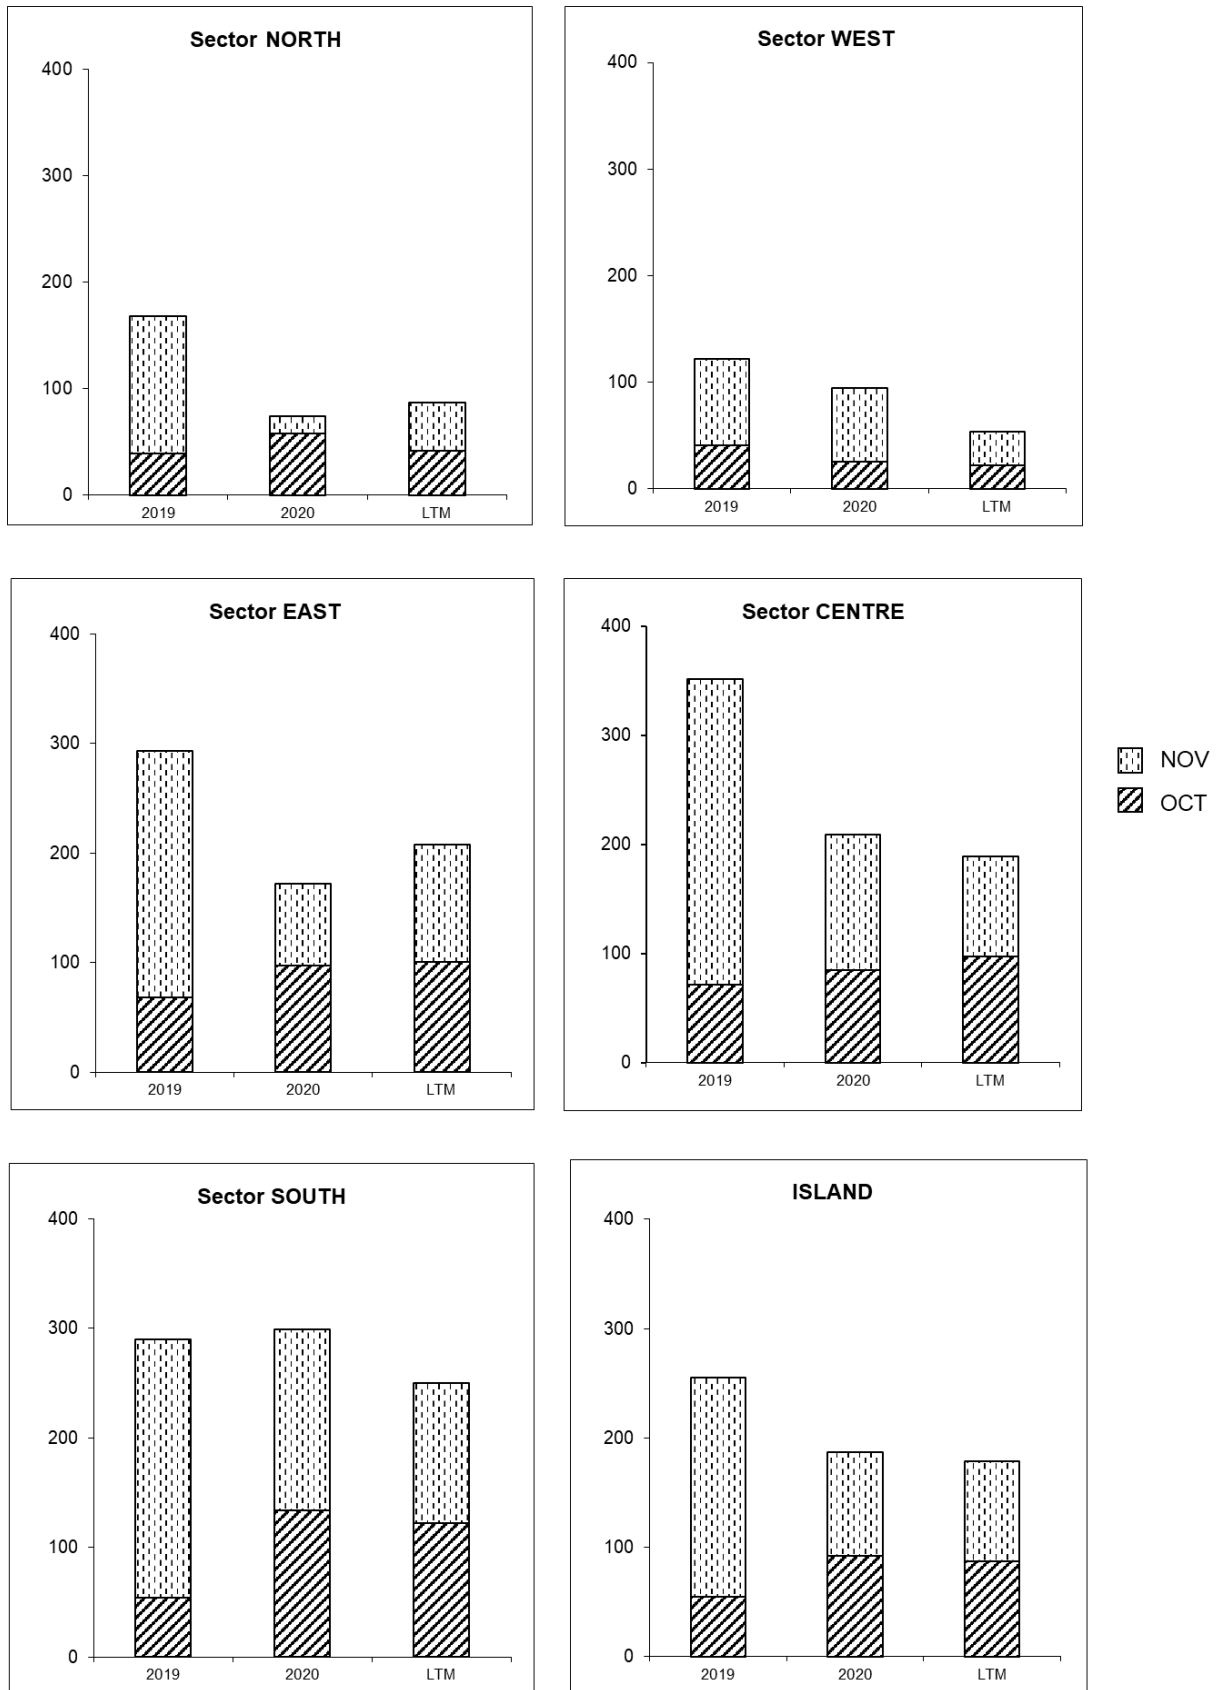 Sector NORTH
400
300
200
100
0
2019 2020 LTM
Sector WEST
400
300
200
100
0
2019 2020 LTM
Sector EAST
400
300
200
100
0
2019 2020 LTM
Sector CENTRE
400
300
200
100
0
2019 2020 LTM
NOV
OCT
Sector SOUTH
400
300
200
100
0
2019 2020 LTM
ISLAND
400
300
200
100
0
2019 2020 LTM